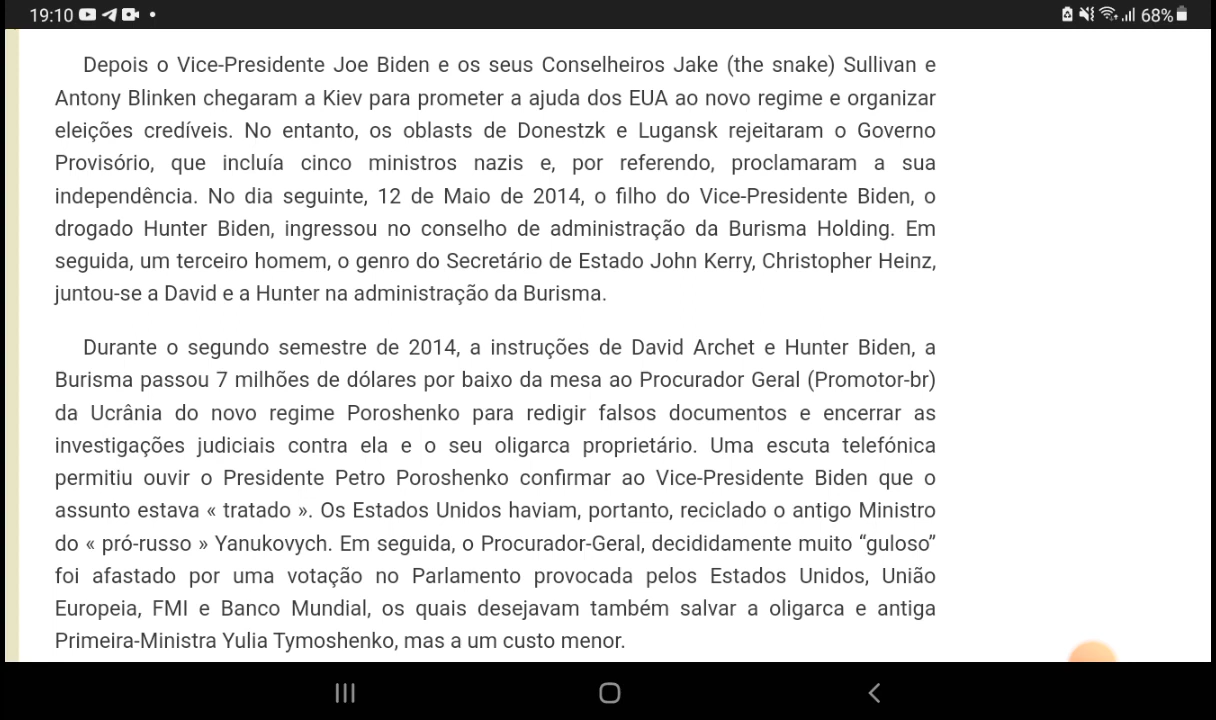 19:10
68%
Depois o Vice-Presidente Joe Biden e os seus Conselheiros Jake (the snake) Sullivan e
Antony Blinken chegaram a Kiev para prometer a ajuda dos EUA ao novo regime e organizar
eleições credíveis. No entanto, os oblasts de Donestzk e Lugansk rejeitaram o Governo
Provisório, que incluía cinco ministros nazis e, por referendo, proclamaram a sua
independência. No dia seguinte, 12 de Maio de 2014, o filho do Vice-Presidente Biden, o
drogado Hunter Biden, ingressou no conselho de administração da Burisma Holding. Em
seguida, um terceiro homem, o genro do Secretário de Estado John Kerry, Christopher Heinz,
juntou-se a David e a Hunter na administração da Burisma.
Durante o segundo semestre de 2014, a instruções de David Archet e Hunter Biden, a
Burisma passou 7 milhões de dólares por baixo da mesa ao Procurador Geral (Promotor-br)
da Ucrânia do novo regime Poroshenko para redigir falsos documentos e encerrar as
investigações judiciais contra ela e o seu oligarca proprietário. Uma escuta telefónica
permitiu ouvir o Presidente Petro Poroshenko confirmar ao Vice-Presidente Biden que o
assunto estava « tratado ». Os Estados Unidos haviam, portanto, reciclado o antigo Ministro
do « pró-russo » Yanukovych. Em seguida, o Procurador-Geral, decididamente muito “guloso”
foi afastado por uma votação no Parlamento provocada pelos Estados Unidos, União
Europeia, FMI e Banco Mundial, os quais desejavam também salvar a oligarca e antiga
Primeira-Ministra Yulia Tymoshenko, mas a um custo menor.